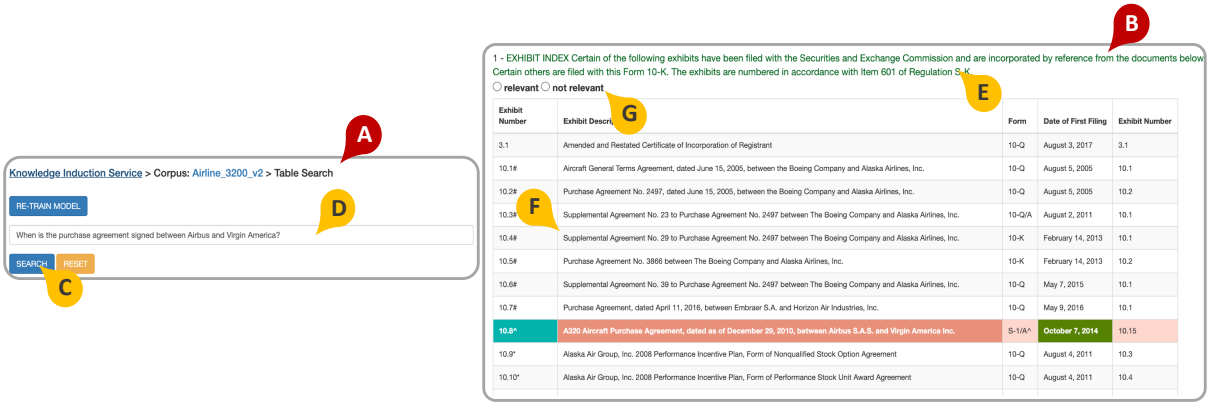 A
Knowledge Induction Service > Corpus: Airline_3200_v2 > Table Search
RE-TRAIN MODEL
D
When is the purchase agreement signed between Airbus and Virgin America?
SEARCH RESET
C
B
1 - EXHIBIT INDEX Certain of the following exhibits have been filed with the Securities and Exchange Commission and are incorporated by reference from the documents below
Certain others are filed with this Form 10-K. The exhibits are numbered in accordance with Item 601 of Regulation S-K.
E
relevant not relevant
G
Exhibit Number Exhibit Form Date of First Filing Exhibit Number
3.1 Amended and Restated Certificate of Incorporation of Registrant 10-Q August 3, 2017 3.1
10.1# Aircraft General Terms Agreement, dated June 15, 2005, between the Boeing Company and Alaska Airlines, Inc. 10-Q August 5, 2005 10.1
10.2# Purchase Agreement No. 2497, dated June 15, 2005, between the Boeing Company and Alaska Airlines, Inc. 10-Q August 5, 2005 10.2
F
10.3# Supplemental Agreement No. 23 to Purchase Agreement No. 2497 between The Boeing Company and Alaska Airlines, Inc. 10-Q/A August 2, 2011 10.1
10.4# Supplemental Agreement No. 29 to Purchase Agreement No. 2497 between The Boeing Company and Alaska Airlines, Inc. 10-K February 14, 2013 10.1
10.5# Purchase Agreement No. 3866 between The Boeing Company and Alaska Airlines, Inc. 10-K February 14, 2013 10.2
10.6# Supplemental Agreement No. 39 to Purchase Agreement No. 2497 between The Boeing Company and Alaska Airlines, Inc. 10-Q May 7, 2015 10.1
10.7# Purchase Agreement, dated April 11, 2016, between Embraer S.A. and Horizon Air Industries, Inc. 10-Q May 9, 2016 10.1
10.8^ A320 Aircraft Purchase Agreement, dated as of December 29, 2010, between Airbus S.A.S. and Virgin America Inc. S-1/A^ October 7, 2014 10.15
10.9* Alaska Air Group, Inc. 2008 Performance Incentive Plan, Form of Nonqualified Stock Option Agreement 10-Q August 4, 2011 10.3
10.10* Alaska Air Group, Inc. 2008 Performance Incentive Plan, Form of Performance Stock Unit Award Agreement 10-Q August 4, 2011 10.4